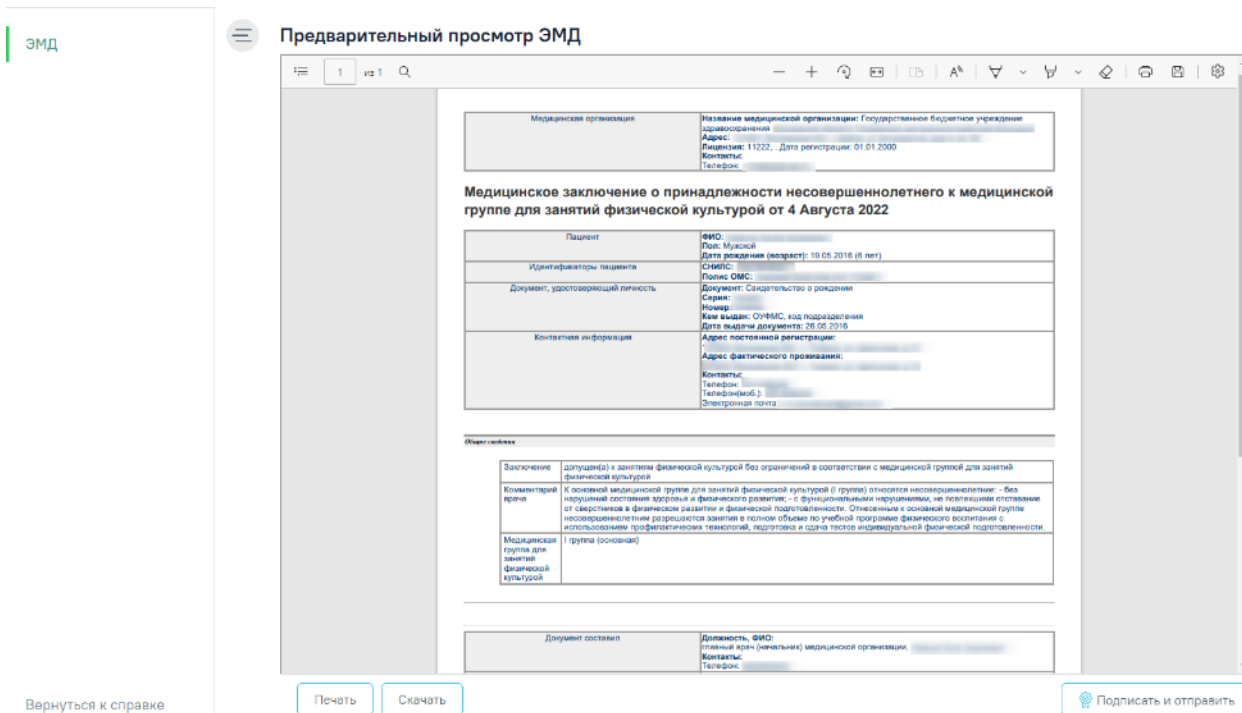 ЭМД
Предварительный просмотр ЭМД
1 из 1
Медицинская организация
Название медицинской организации: Государственное бюджетное учреждение
здравоохранения
Адрес:
Лицензия: 11222, . Дата регистрации: 01.01.2000
Контакты:
Телефон:
Медицинское заключение о принадлежности несовершеннолетнего к медицинской
группе для занятий физической культурой от 4 Августа 2022
Пациент
ФИО:
Пол: Мужской
Дата рождения (возраст): 19.05.2016 (6 лет)
Идентификаторы пациента
СНИЛС:
Полис ОМС:
Документ, удостоверяющий личность
Документ: Свидетельство о рождении
Серия:
Номер:
Кем выдан: ОУФМС, код подразделения
Дата выдачи документа: 26.05.2016
Контактная информация
Адрес постоянной регистрации:
Адрес фактического проживания:
Контакты:
Телефон:
Телефон(моб.):
Электронная почта:
Общие сведения
Заключение
допущен(а) к занятиям физической культурой без ограничений в соответствии с медицинской группой для занятий
физической культурой
Комментарий
врача
К основной медицинской группе для занятий физической культурой (I группа) относятся несовершеннолетние: - без
нарушений состояния здоровья и физического развития; - с функциональными нарушениями, не повлекшими отставание
от сверстников в физическом развитии и физической подготовленности. Отнесенным к основной медицинской группе
несовершеннолетним разрешаются занятия в полном объеме по учебной программе физического воспитания с
использованием профилактических технологий, подготовка и сдача тестов индивидуальной физической подготовленности.
Медицинская
группа для
занятий
физической
культурой
I группа (основная)
Документ составил
Должность, ФИО:
главный врач (начальник) медицинской организации,
Контакты:
Телефон:
Вернуться к справке
Печать
Скачать
Подписать и отправить